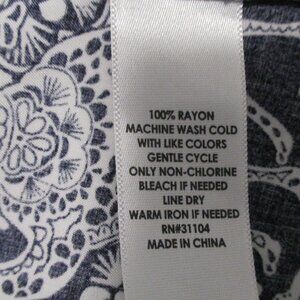 100% RAYON
MACHINE WASH COLD
WITH LIKE COLORS
GENTLE CYCLE
ONLY NON-CHLORINE
BLEACH IF NEEDED
LINE DRY
WARM IRON IF NEEDED
RN#31104
MADE IN CHINA